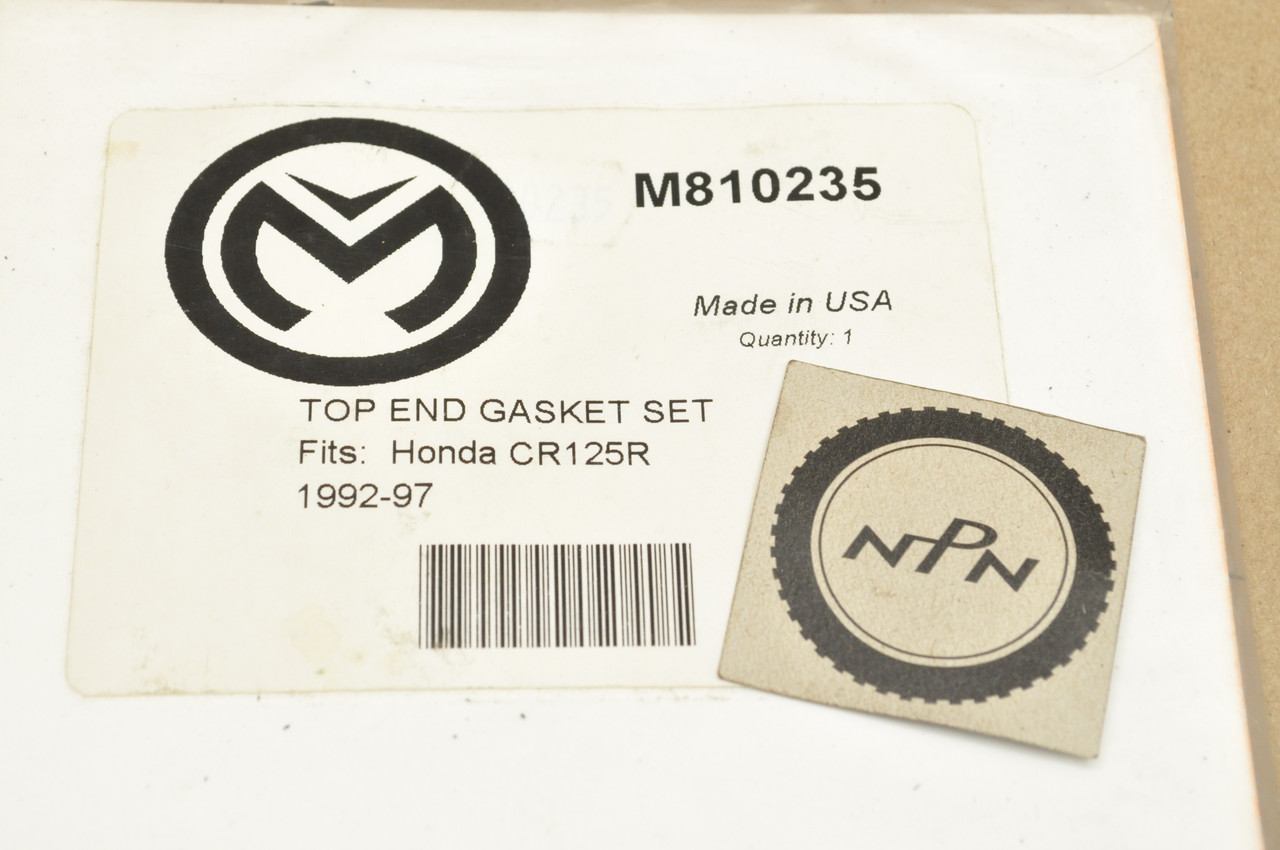 M810235
Made in USA
Quantity: 1
TOP END GASKET SET
Fits: Honda CR125R
1992-97
NPN